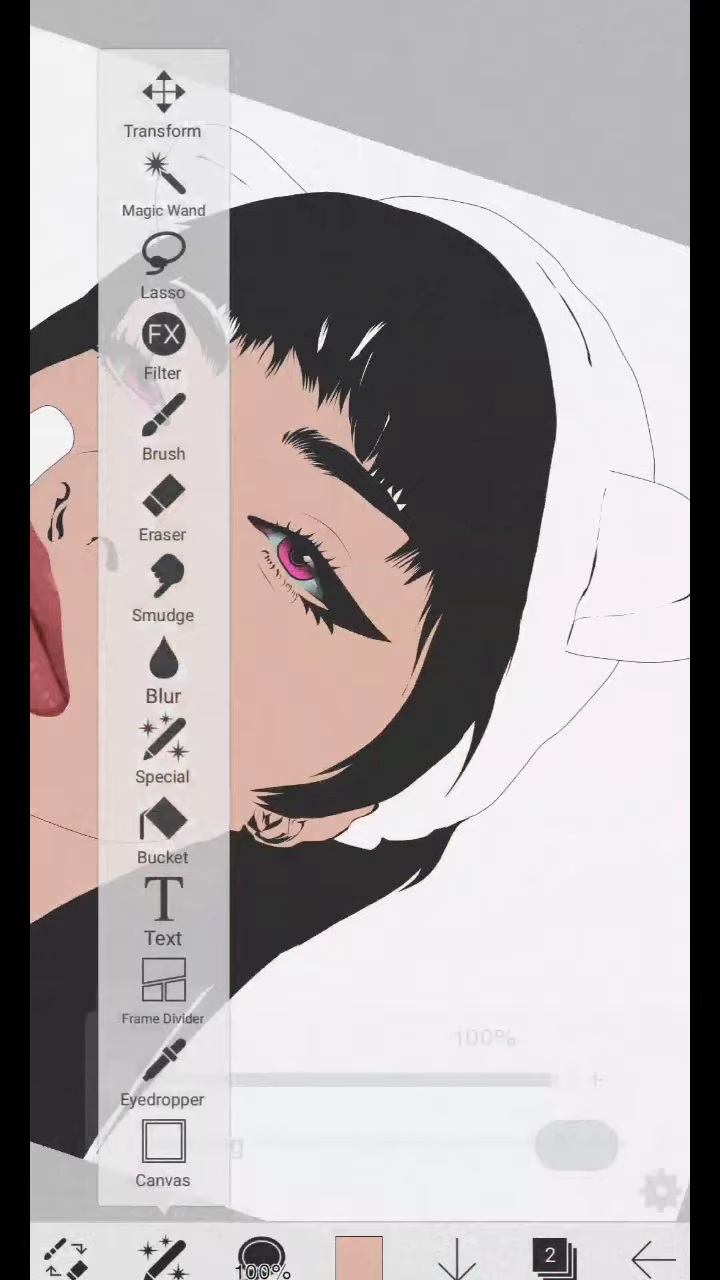 Transform
Magic Wand
Lasso
FX
Filter
Brush
Eraser
Smudge
Blur
Special
Bucket
T
Text
Frame Divider
100%
+
Eyedropper
g
Canvas
100%
2